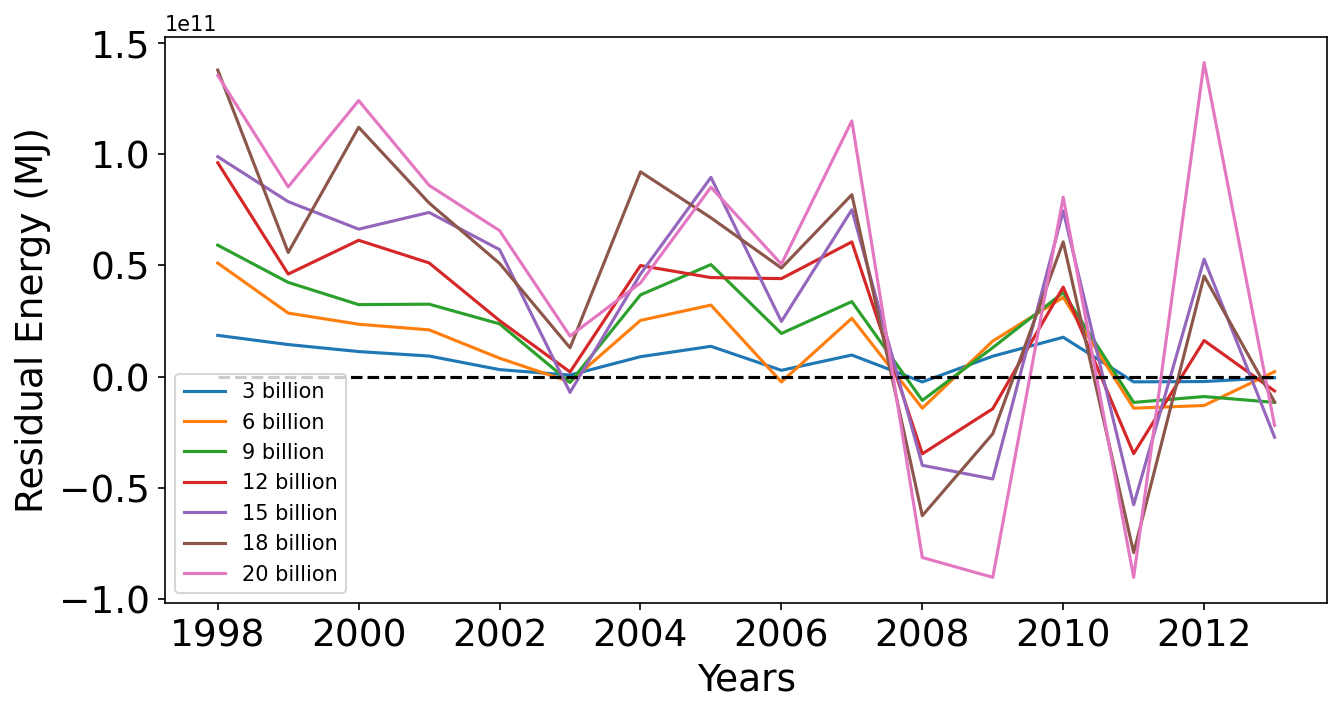 1e11
1.5
1.0
0.5
0.0
−0.5
−1.0
Residual Energy (MJ)
3 billion
6 billion
9 billion
12 billion
15 billion
18 billion
20 billion
1998 2000 2002 2004 2006 2008 2010 2012
Years